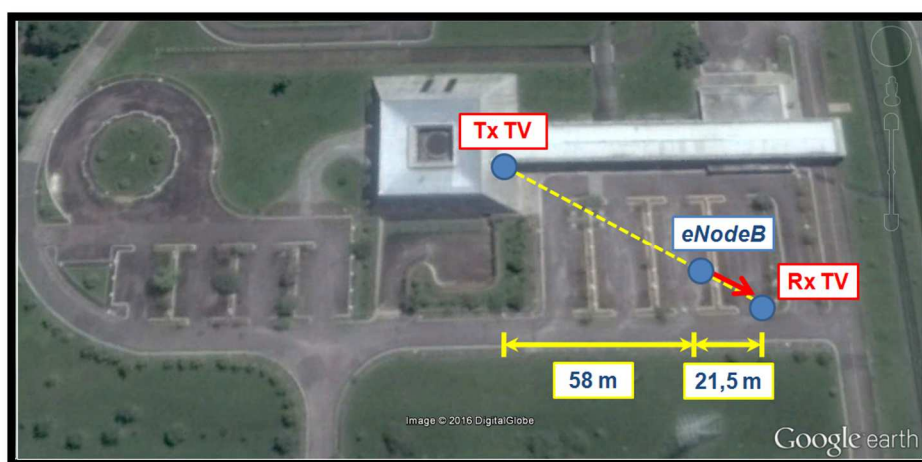 Tx TV
eNodeB
Rx TV
58 m
21,5 m
Image © 2016 DigitalGlobe
Google earth